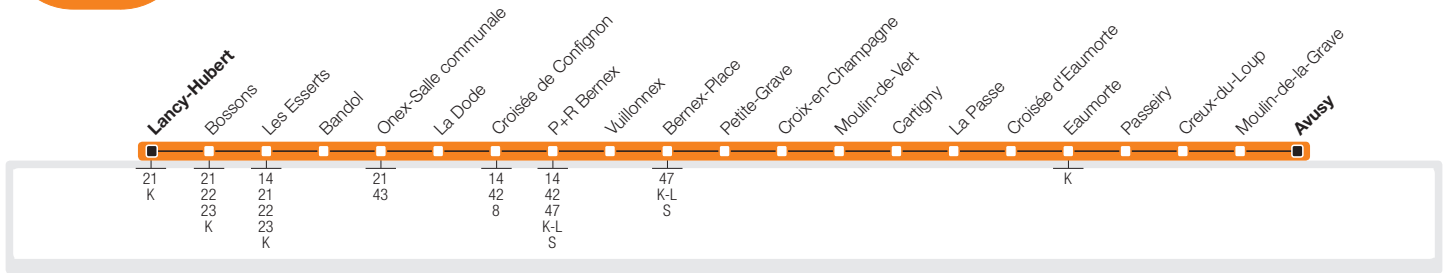 Lancy-Hubert
Bossons
Les Esserts
Bandol
Onex-Salle communale
La Dode
Croisée de Confignon
P+R Bernex
Vuillonnex
Bernex-Place
Petite-Grave
Croix-en-Champagne
Moulin-de-Vert
Cartigny
La Passe
Croisée d'Eaumorte
Eaumorte
Passeiry
Creux-du-Loup
Moulin-de-la-Grave
Avusy
21
K
21
22
23
K
14
21
22
23
K
21
43
14
42
8
14
42
47
K-L
S
47
K-L
S
K